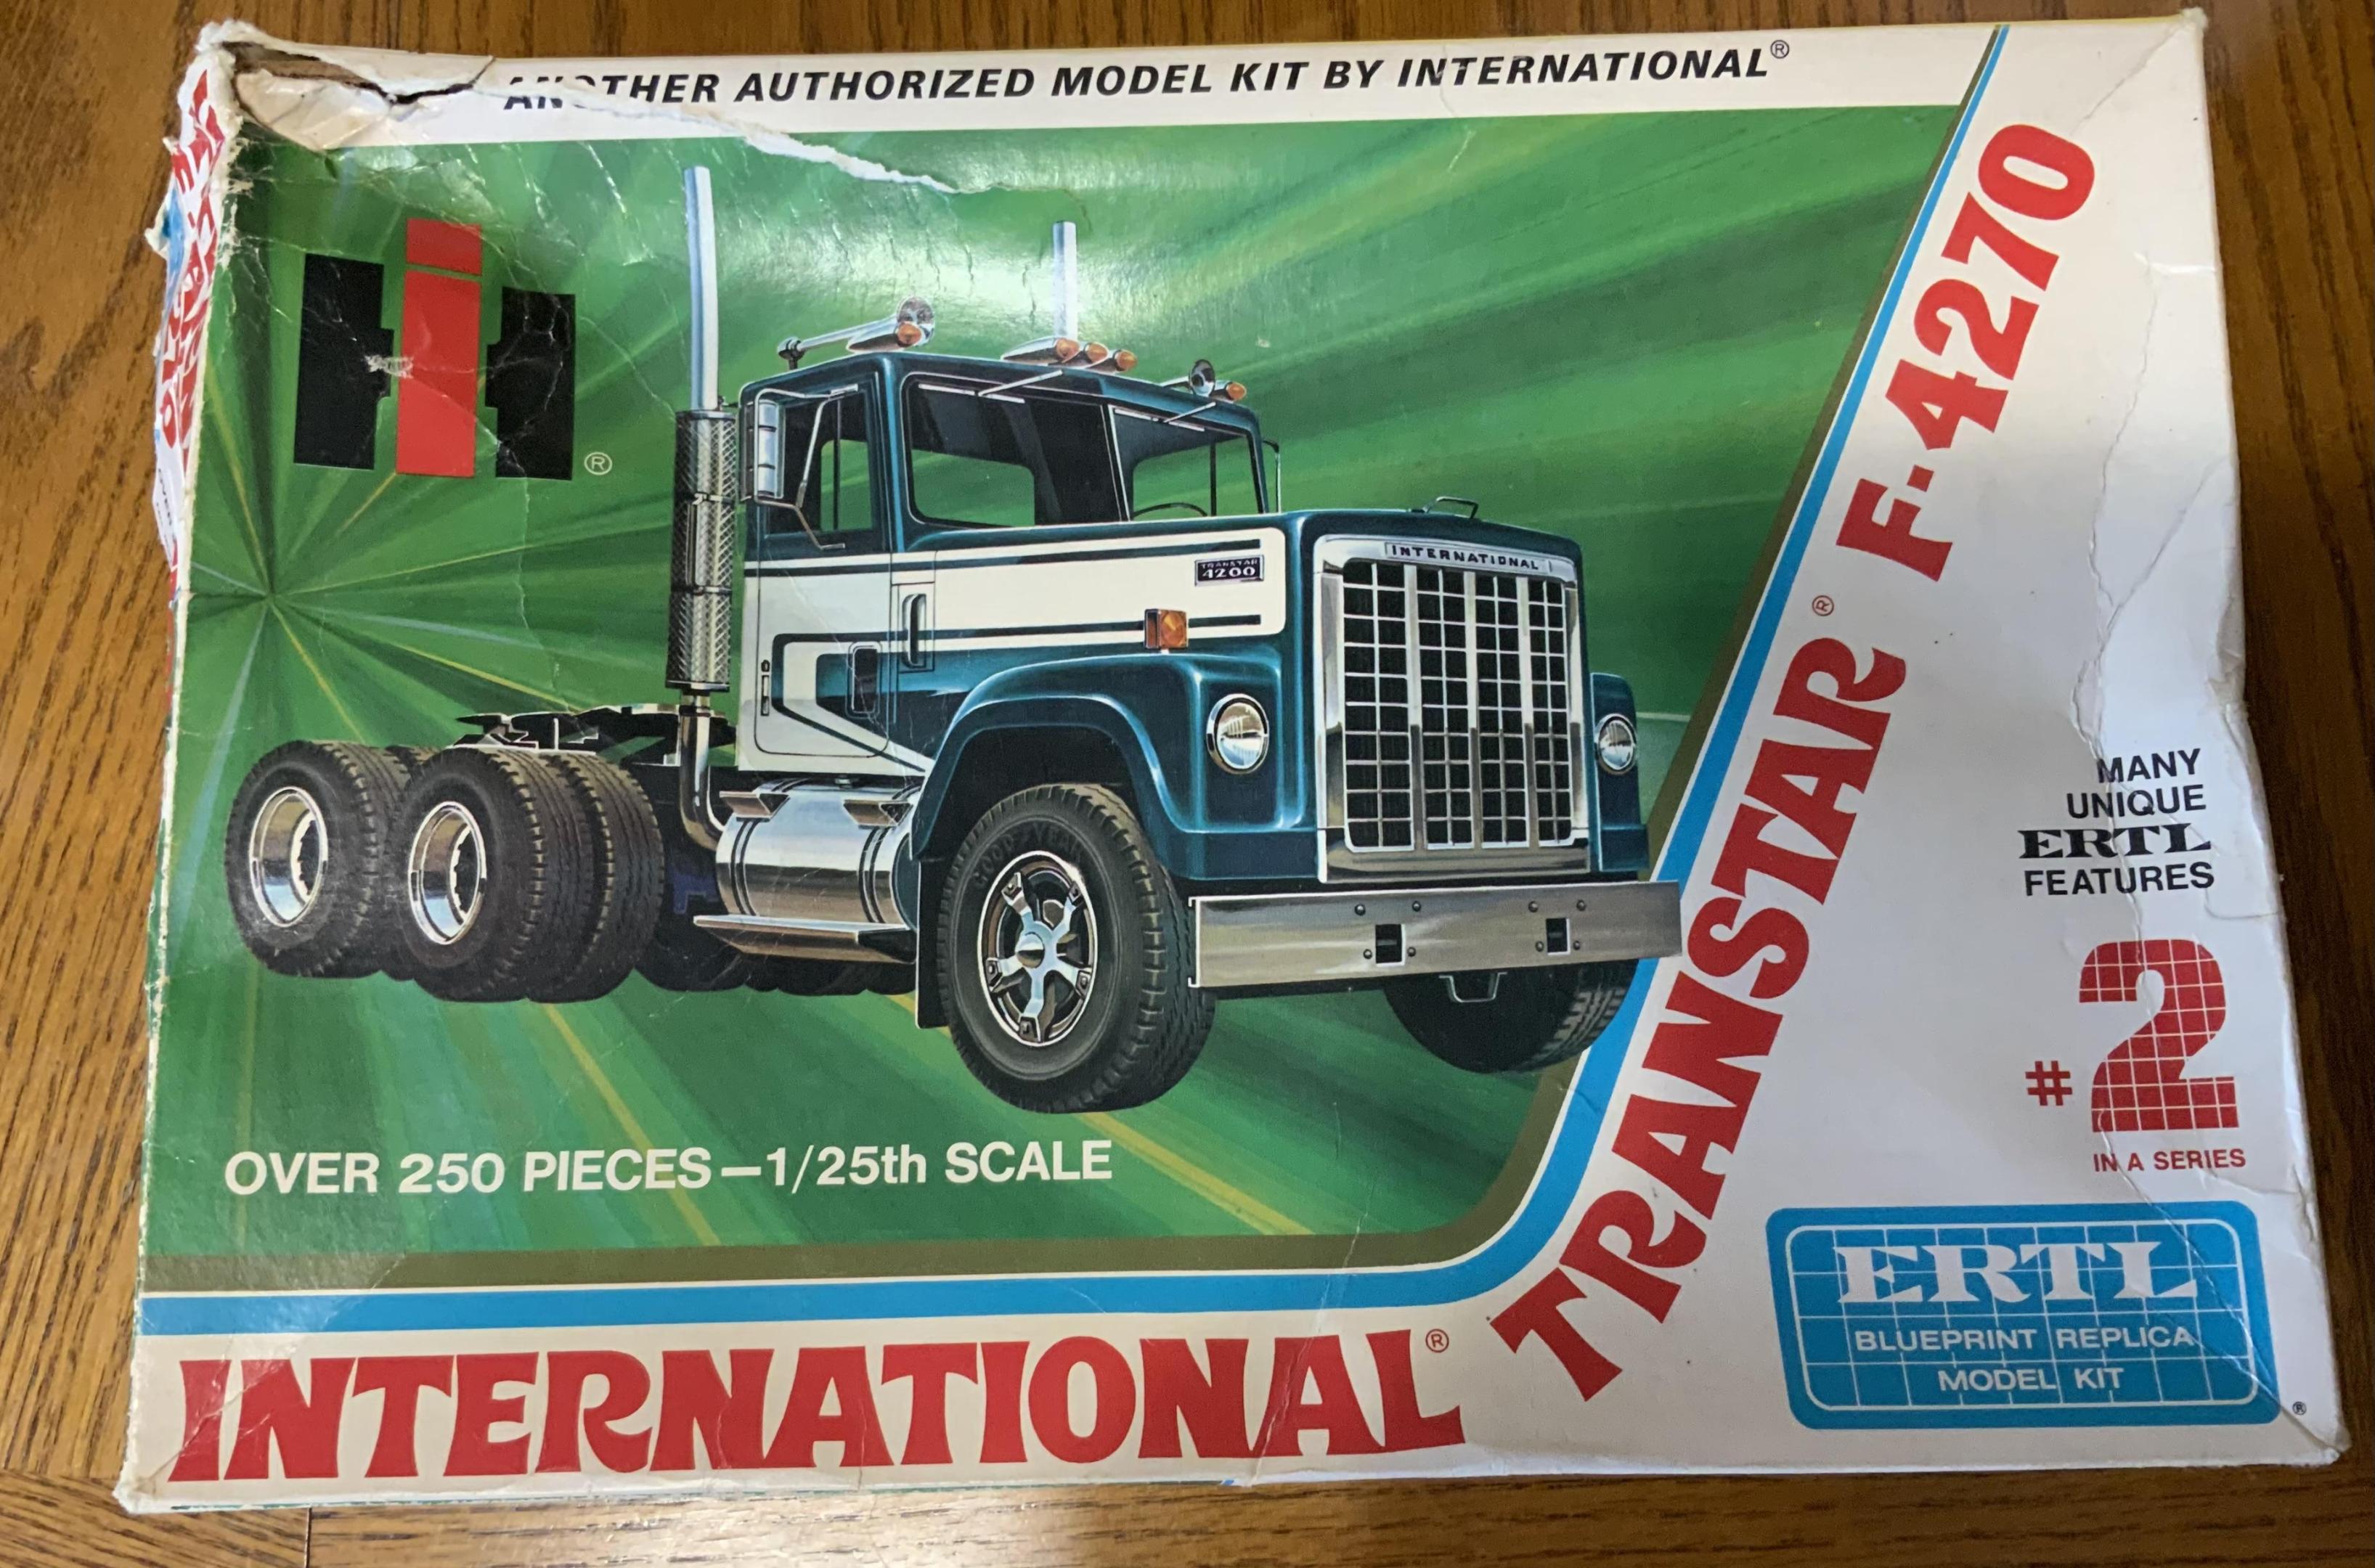 ANOTHER AUTHORIZED MODEL KIT BY INTERNATIONAL®
®
INTERNATIONAL
TRANSTAR
4200
GOODYEAR
OVER 250 PIECES–1/25th SCALE
INTERNATIONAL®
TRANSTAR® F-4270
MANY
UNIQUE
ERTL
FEATURES
#2
IN A SERIES
ERTL
BLUEPRINT REPLICA
MODEL KIT
®